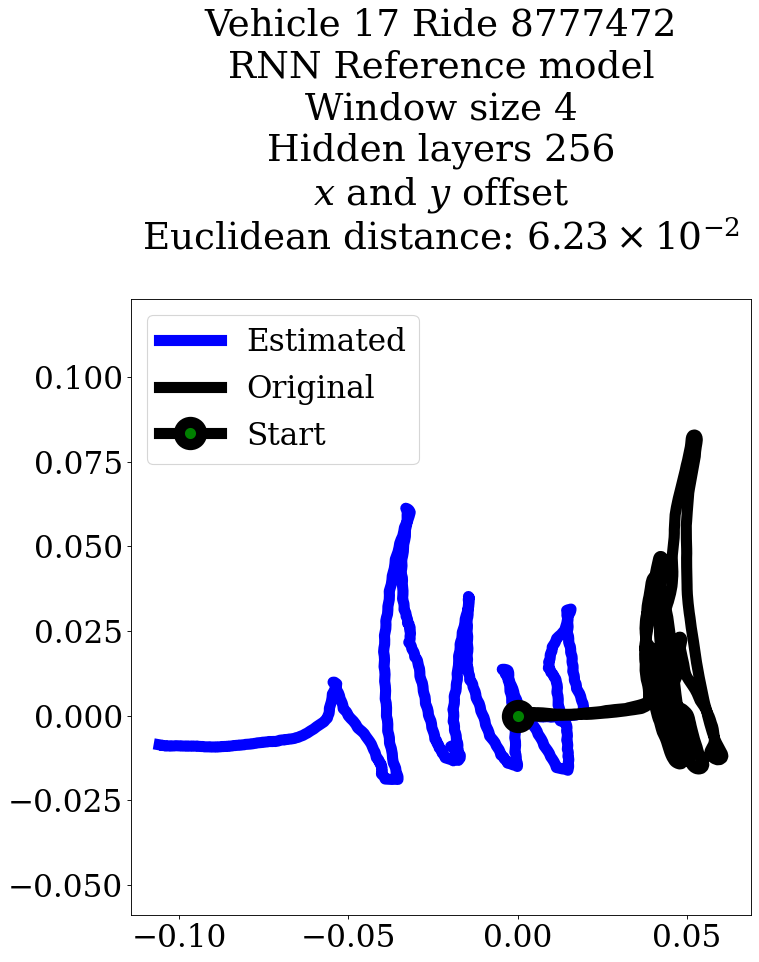 Vehicle 17 Ride 8777472
RNN Reference model
Window size 4
Hidden layers 256
x and y offset
Euclidean distance: 6.23 × 10⁻²
Estimated
Original
Start
0.100
0.075
0.050
0.025
0.000
−0.025
−0.050
−0.10 −0.05 0.00 0.05